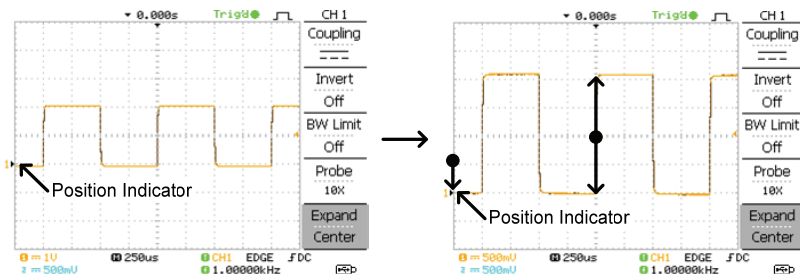 0.000s Trig'd CH 1
Coupling
Invert
Off
BW Limit
Off
Probe
10X
Expand
Center
1
Position Indicator
1 1V M 250us CH1 EDGE DC
2 500mV 1.00000kHz
0.000s Trig'd CH 1
Coupling
Invert
Off
BW Limit
Off
Probe
10X
Expand
Center
1
Position Indicator
1 500mV M 250us CH1 EDGE DC
2 500mV 1.00000kHz